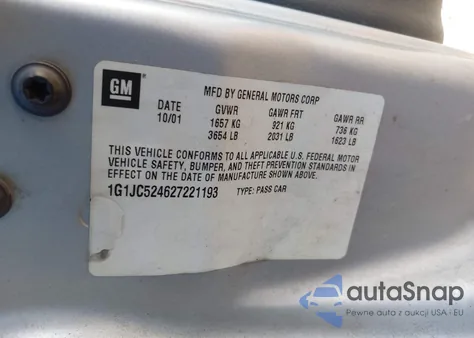 GM
MFD BY GENERAL MOTORS CORP
DATE GVWR GAWR FRT GAWR RR
10/01 1657 KG 921 KG 736 KG
3654 LB 2031 LB 1623 LB
THIS VEHICLE CONFORMS TO ALL APPLICABLE U.S. FEDERAL MOTOR
VEHICLE SAFETY, BUMPER, AND THEFT PREVENTION STANDARDS IN
EFFECT ON THE DATE OF MANUFACTURE SHOWN ABOVE.
1G1JC524627221193 TYPE: PASS CAR
autoSnap
Pewne auta z aukcji USA - EU